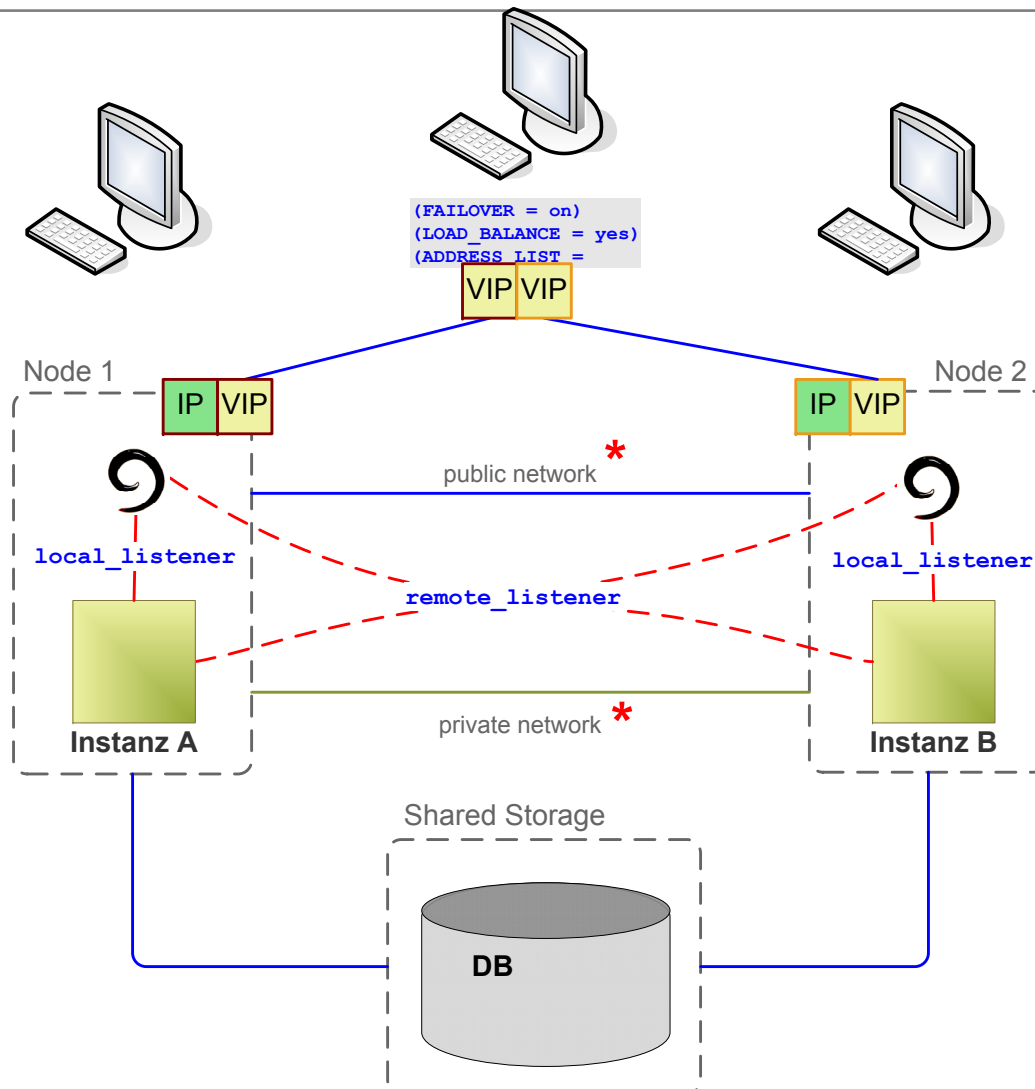 (FAILOVER = on)
(LOAD_BALANCE = yes)
(ADDRESS_LIST =
VIP VIP
Node 1
Node 2
IP VIP
IP VIP
public network *
local_listener
local_listener
remote_listener
private network *
Instanz A
Instanz B
Shared Storage
DB